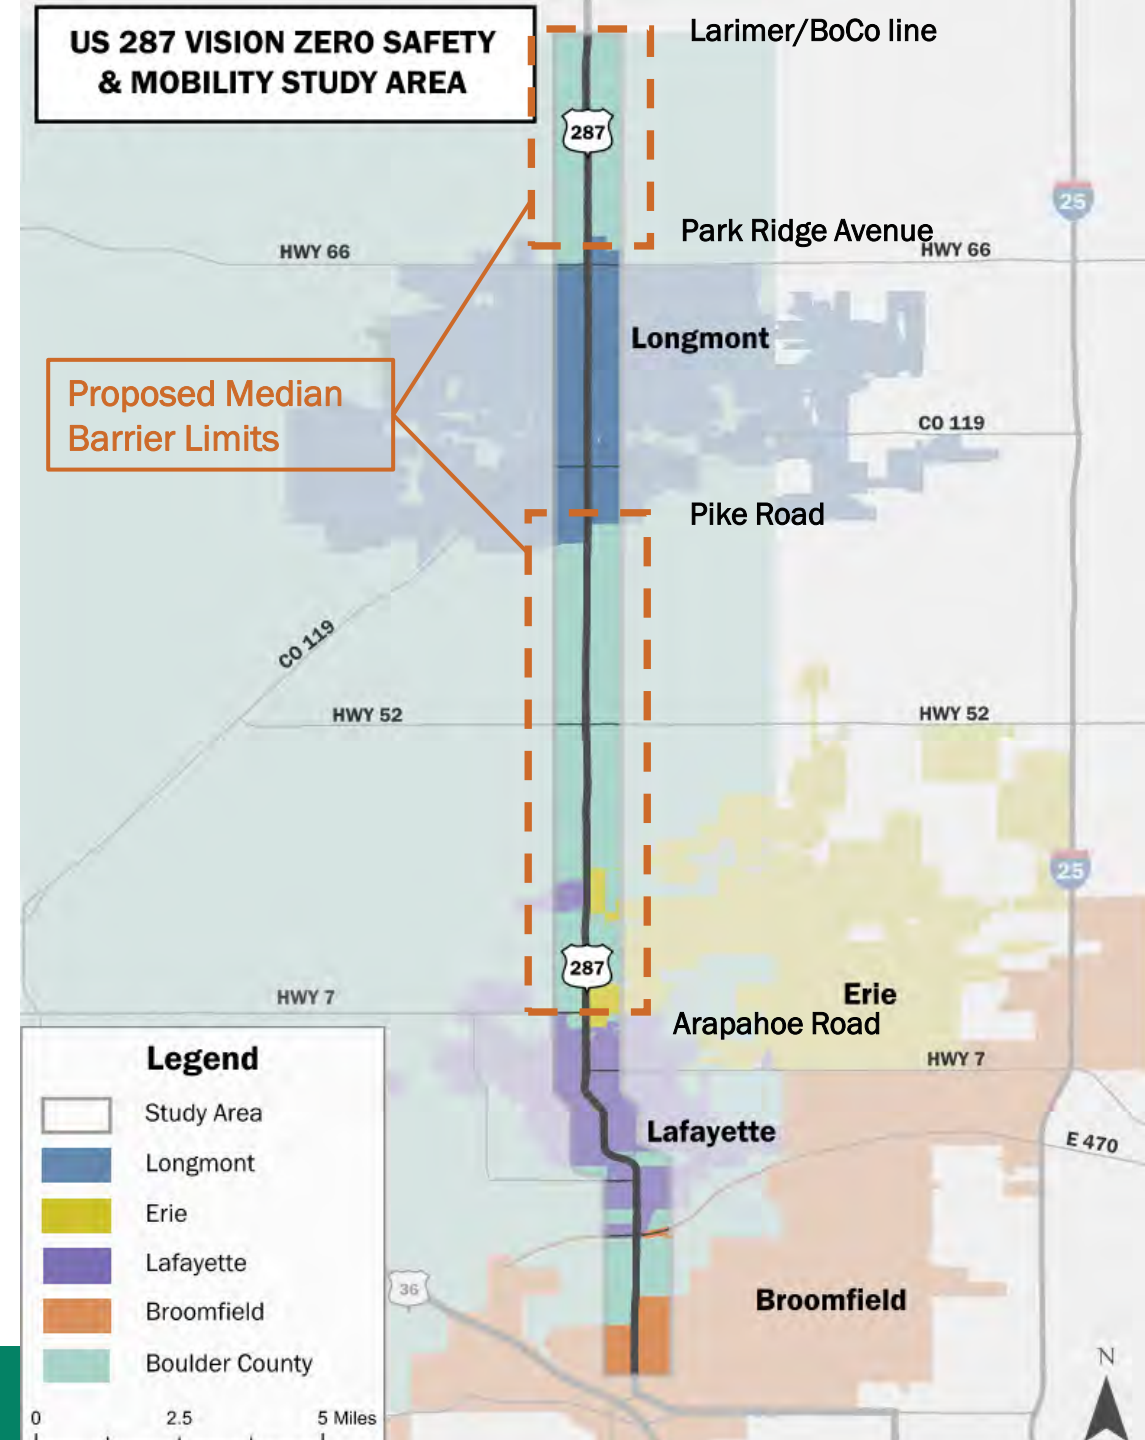 US 287 VISION ZERO SAFETY
& MOBILITY STUDY AREA
Larimer/BoCo line
287
25
Park Ridge Avenue
HWY 66
HWY 66
Longmont
Proposed Median
Barrier Limits
CO 119
Pike Road
CO 119
HWY 52
HWY 52
25
287
Erie
HWY 7
Arapahoe Road
HWY 7
Legend
Study Area
Longmont
Erie
Lafayette
Broomfield
Boulder County
0 2.5 5 Miles
Lafayette
E 470
36
Broomfield
N